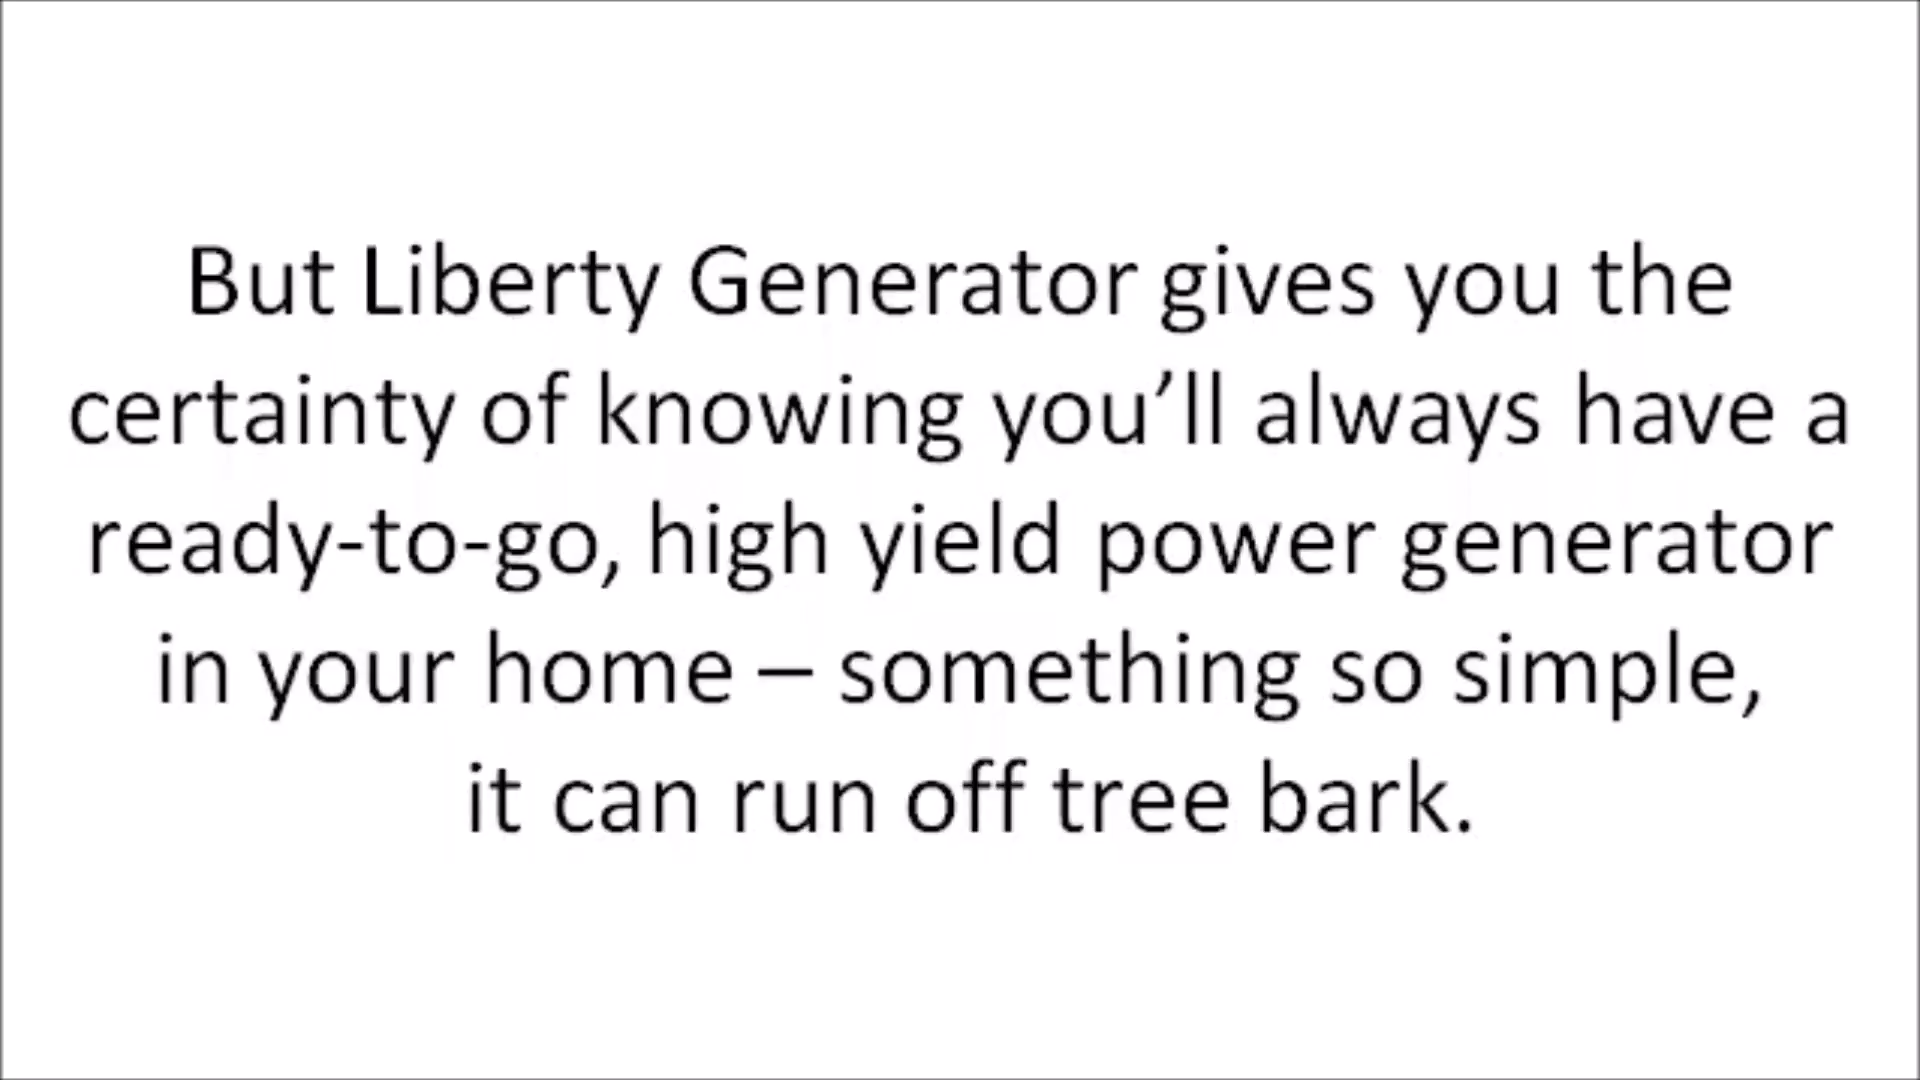 But Liberty Generator gives you the
certainty of knowing you’ll always have a
ready-to-go, high yield power generator
in your home – something so simple,
it can run off tree bark.